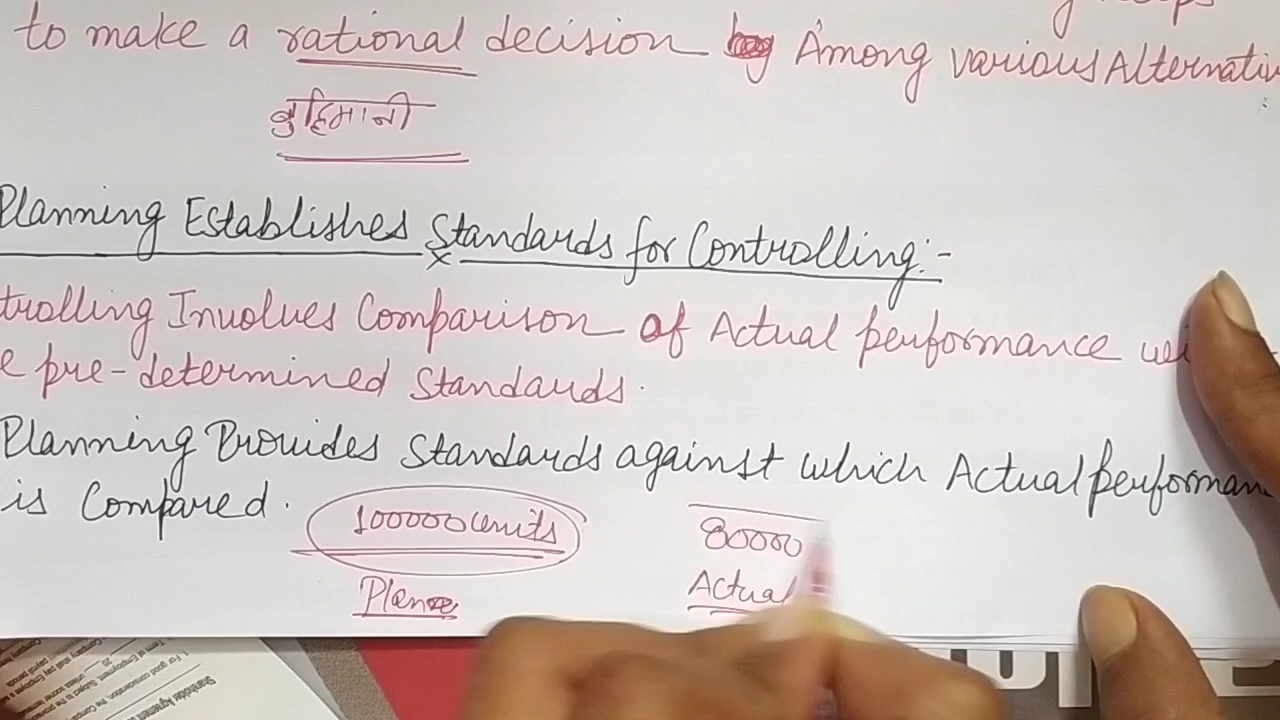 to make a rational decision Among various Alternativ
बुद्धिमानी
Planning Establishes Standards for Controlling:-
trolling Involves Comparison of Actual performance wi
e pre-determined Standards.
Planning Provides Standards against which Actual performan
is Compared.
100000 units
80000
Plan
Actual